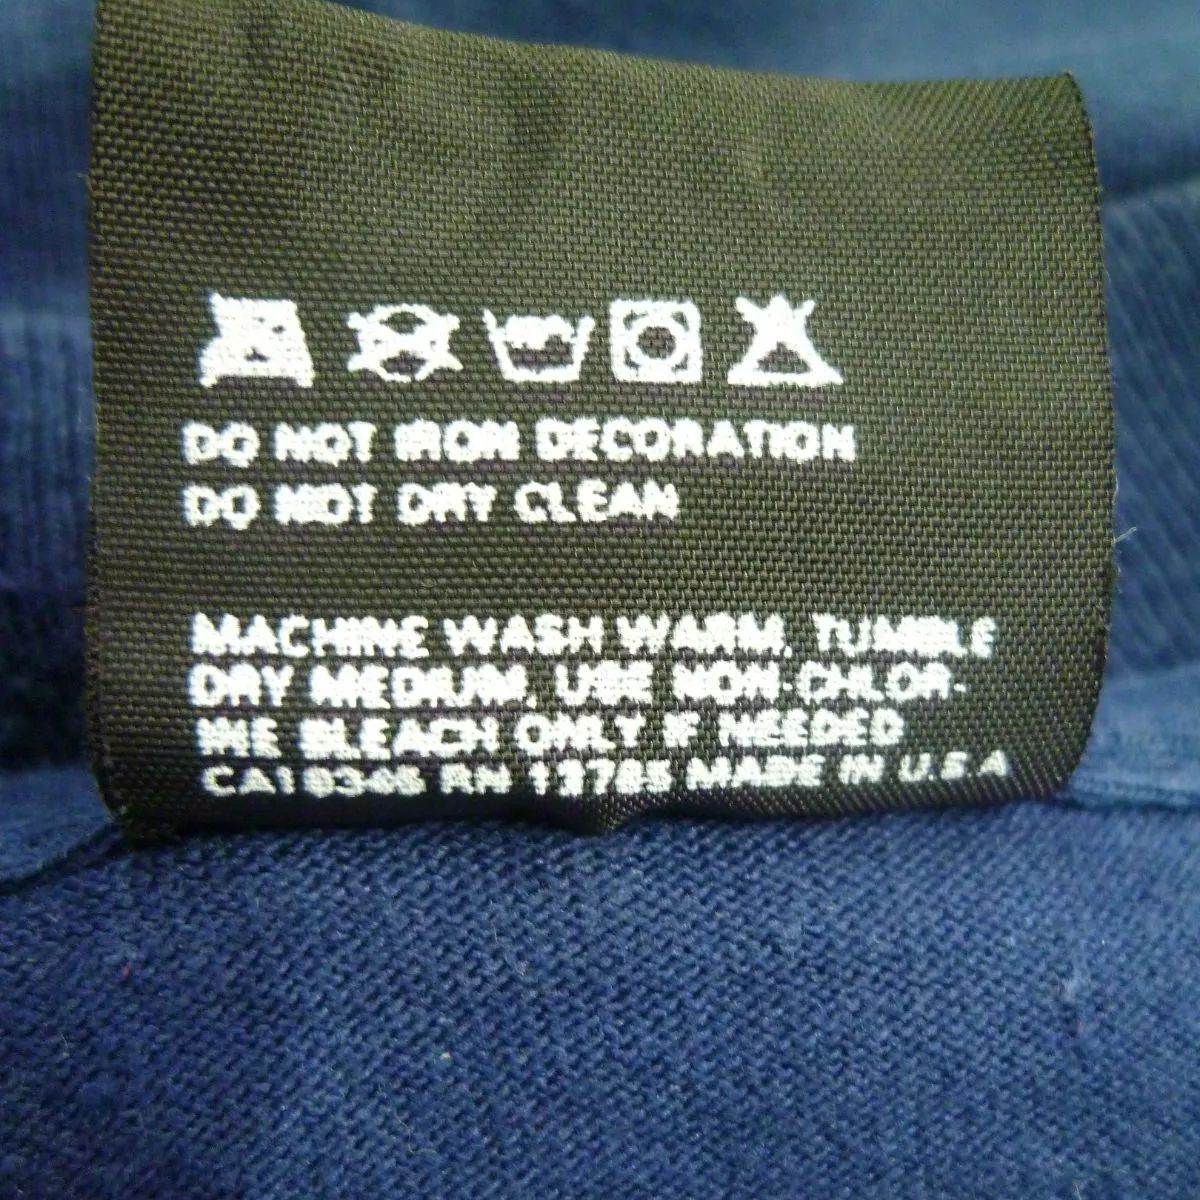 DO NOT IRON DECORATION
DO NOT DRY CLEAN
MACHINE WASH WARM, TUMBLE
DRY MEDIUM, USE NON-CHLOR-
INE BLEACH ONLY IF NEEDED
CA18346 RN 13765 MADE IN U.S.A